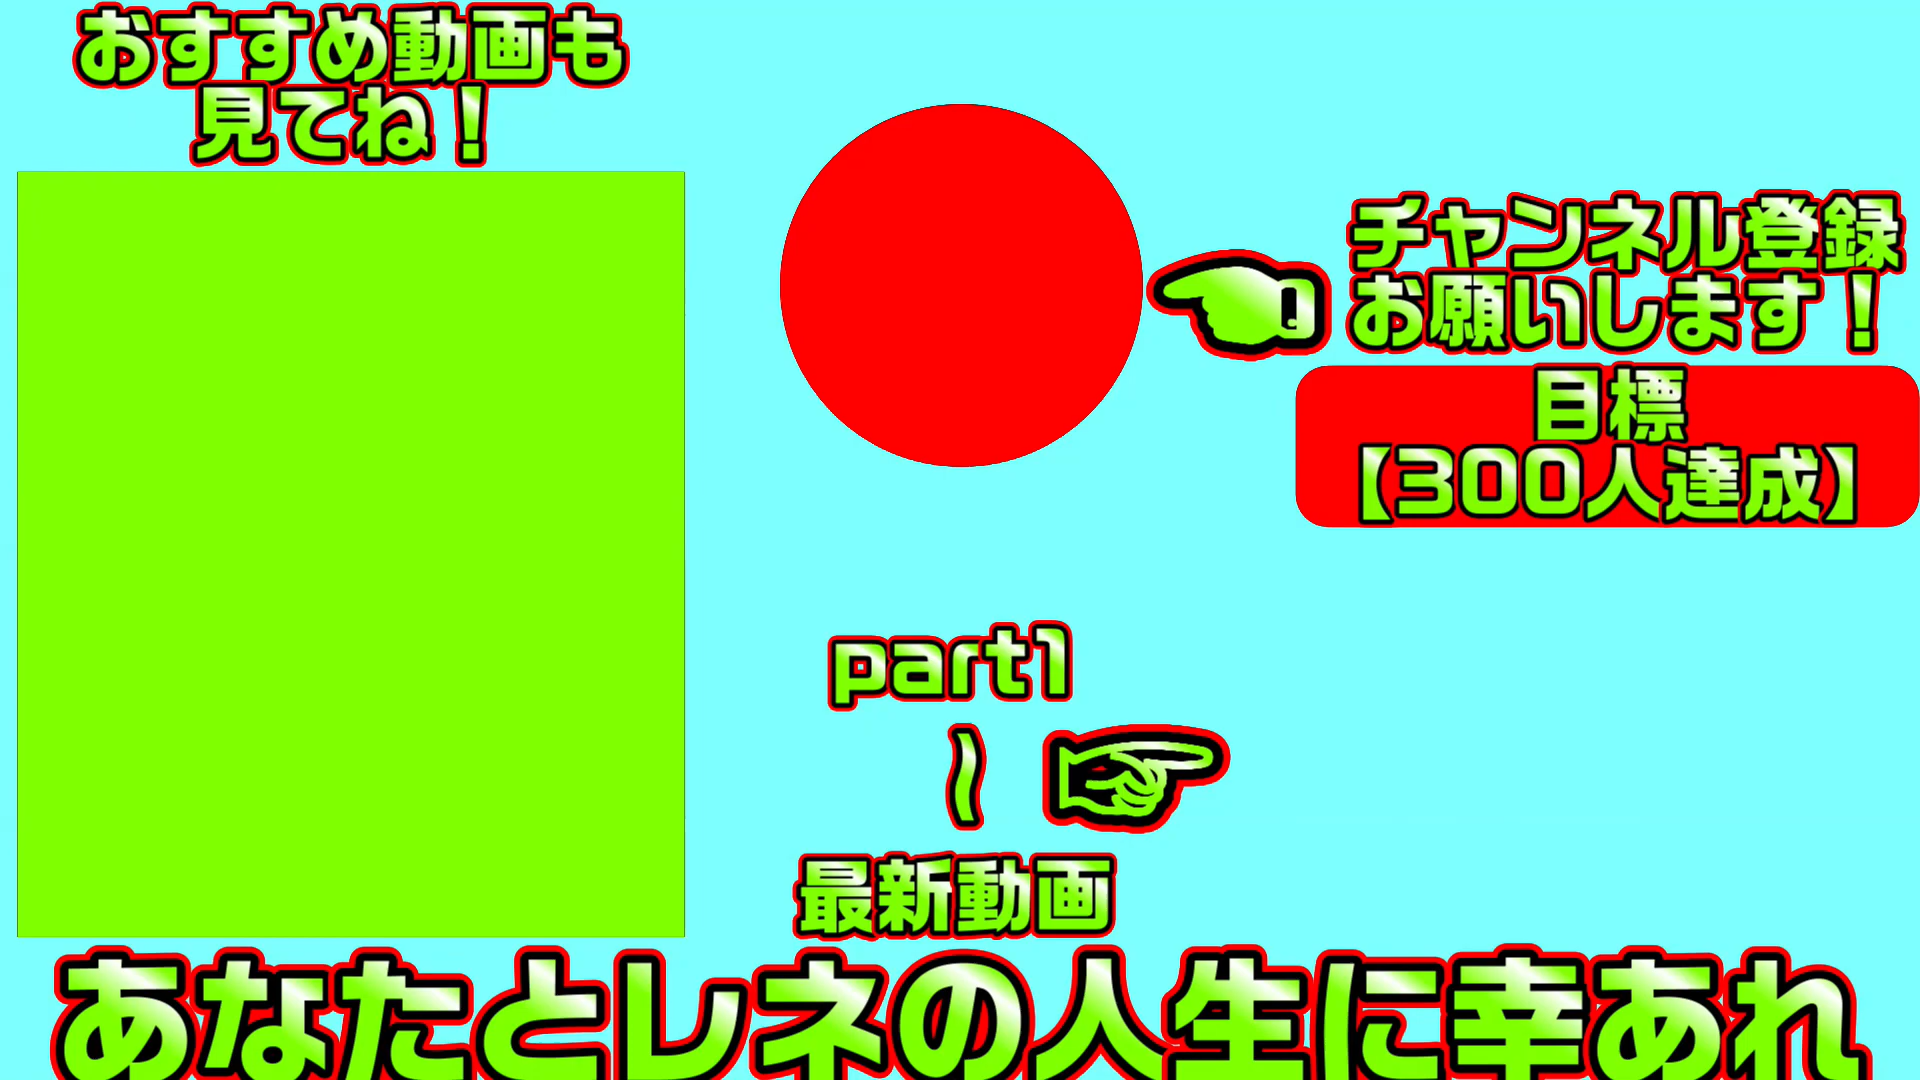 おすすめ動画も
見てね！
チャンネル登録
お願いします！
目標
【300人達成】
part1
～
最新動画
あなたとレネの人生に幸あれ